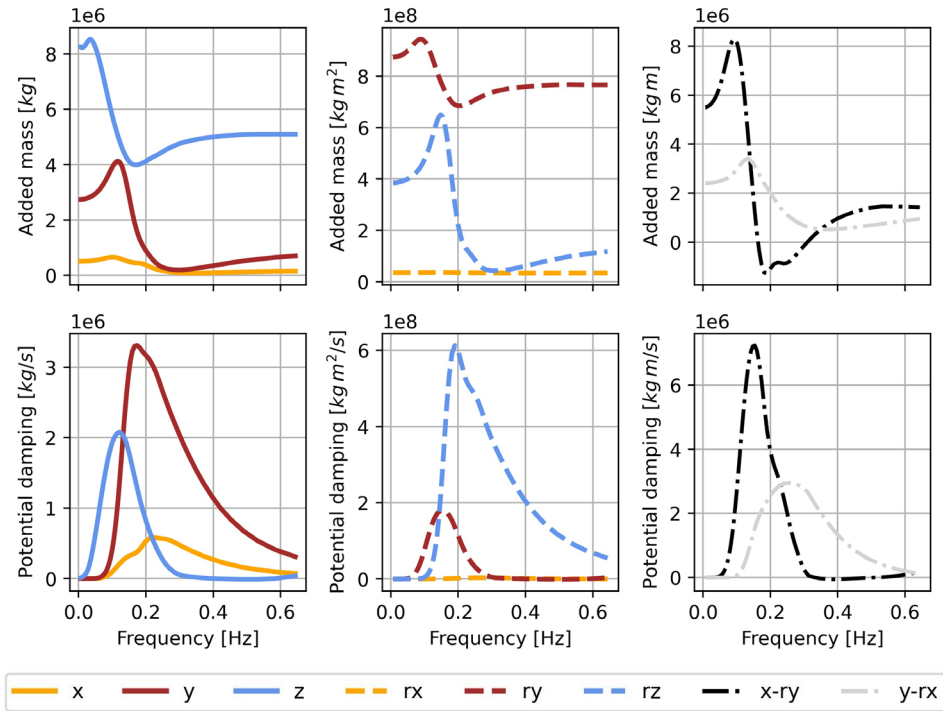 1e6
8
6
4
2
0
Added mass [kg]
1e8
8
6
4
2
0
Added mass [kg m²]
1e6
8
6
4
2
0
Added mass [kg m]
1e6
3
2
1
0
Potential damping [kg/s]
0.0 0.2 0.4 0.6
Frequency [Hz]
1e8
6
4
2
0
Potential damping [kg m²/s]
0.0 0.2 0.4 0.6
Frequency [Hz]
1e6
6
4
2
0
Potential damping [kg m/s]
0.0 0.2 0.4 0.6
Frequency [Hz]
x y z rx ry rz x-ry y-rx